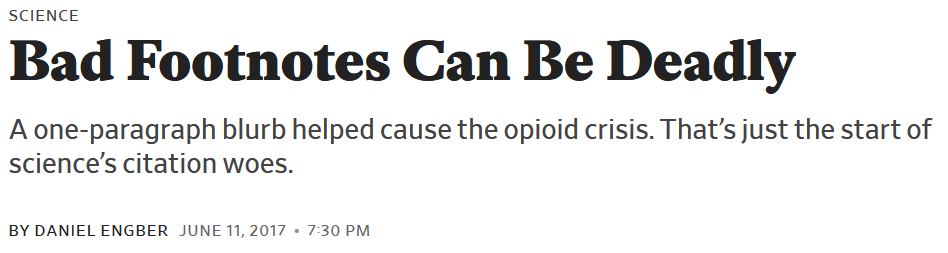 SCIENCE
Bad Footnotes Can Be Deadly
A one-paragraph blurb helped cause the opioid crisis. That’s just the start of
science’s citation woes.
BY DANIEL ENGBER JUNE 11, 2017 • 7:30 PM